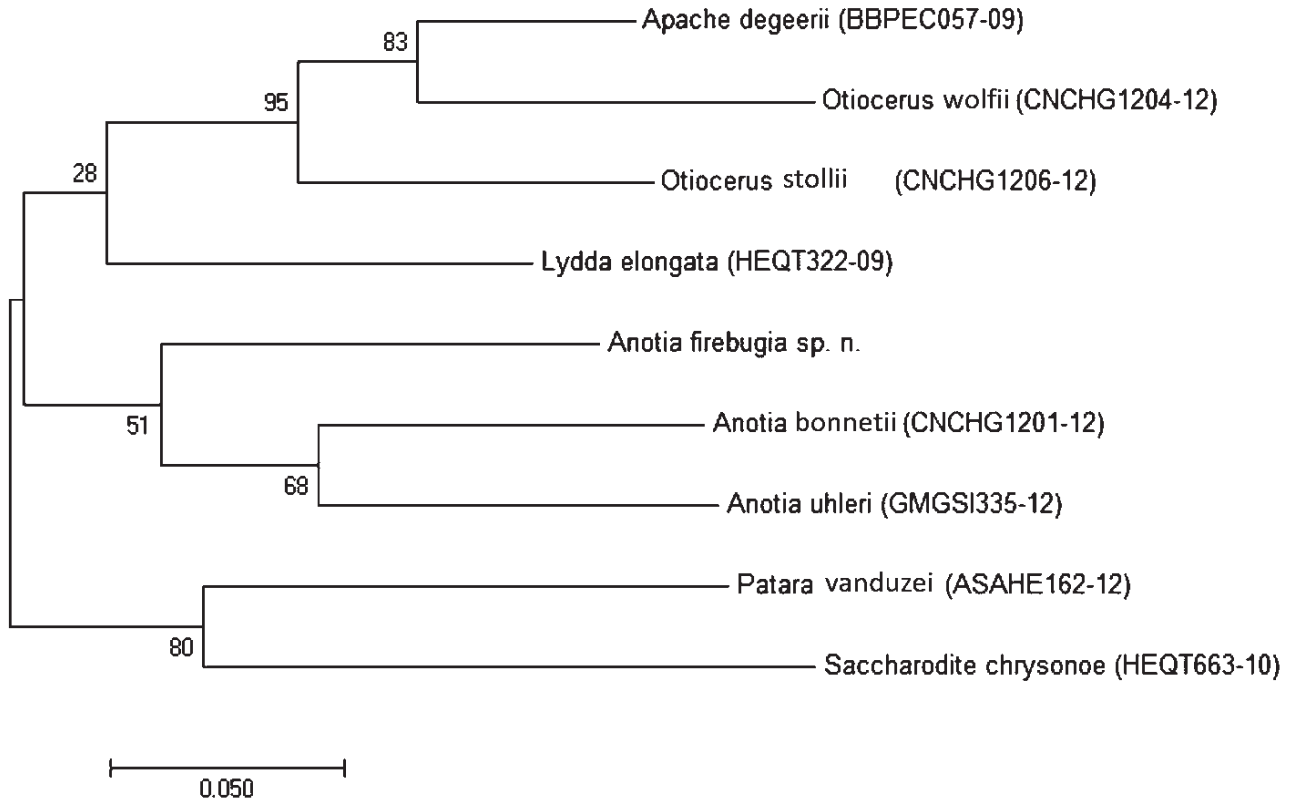 Apache degeerii (BBPEC057-09)
83
Otiocerus wolfii (CNCHG1204-12)
95
Otiocerus stollii (CNCHG1206-12)
28
Lydda elongata (HEQT322-09)
Anotia firebugia sp. n.
51
Anotia bonnetii (CNCHG1201-12)
68
Anotia uhleri (GMGSI335-12)
Patara vanduzei (ASAHE162-12)
80
Saccharodite chrysonoe (HEQT663-10)
0.050